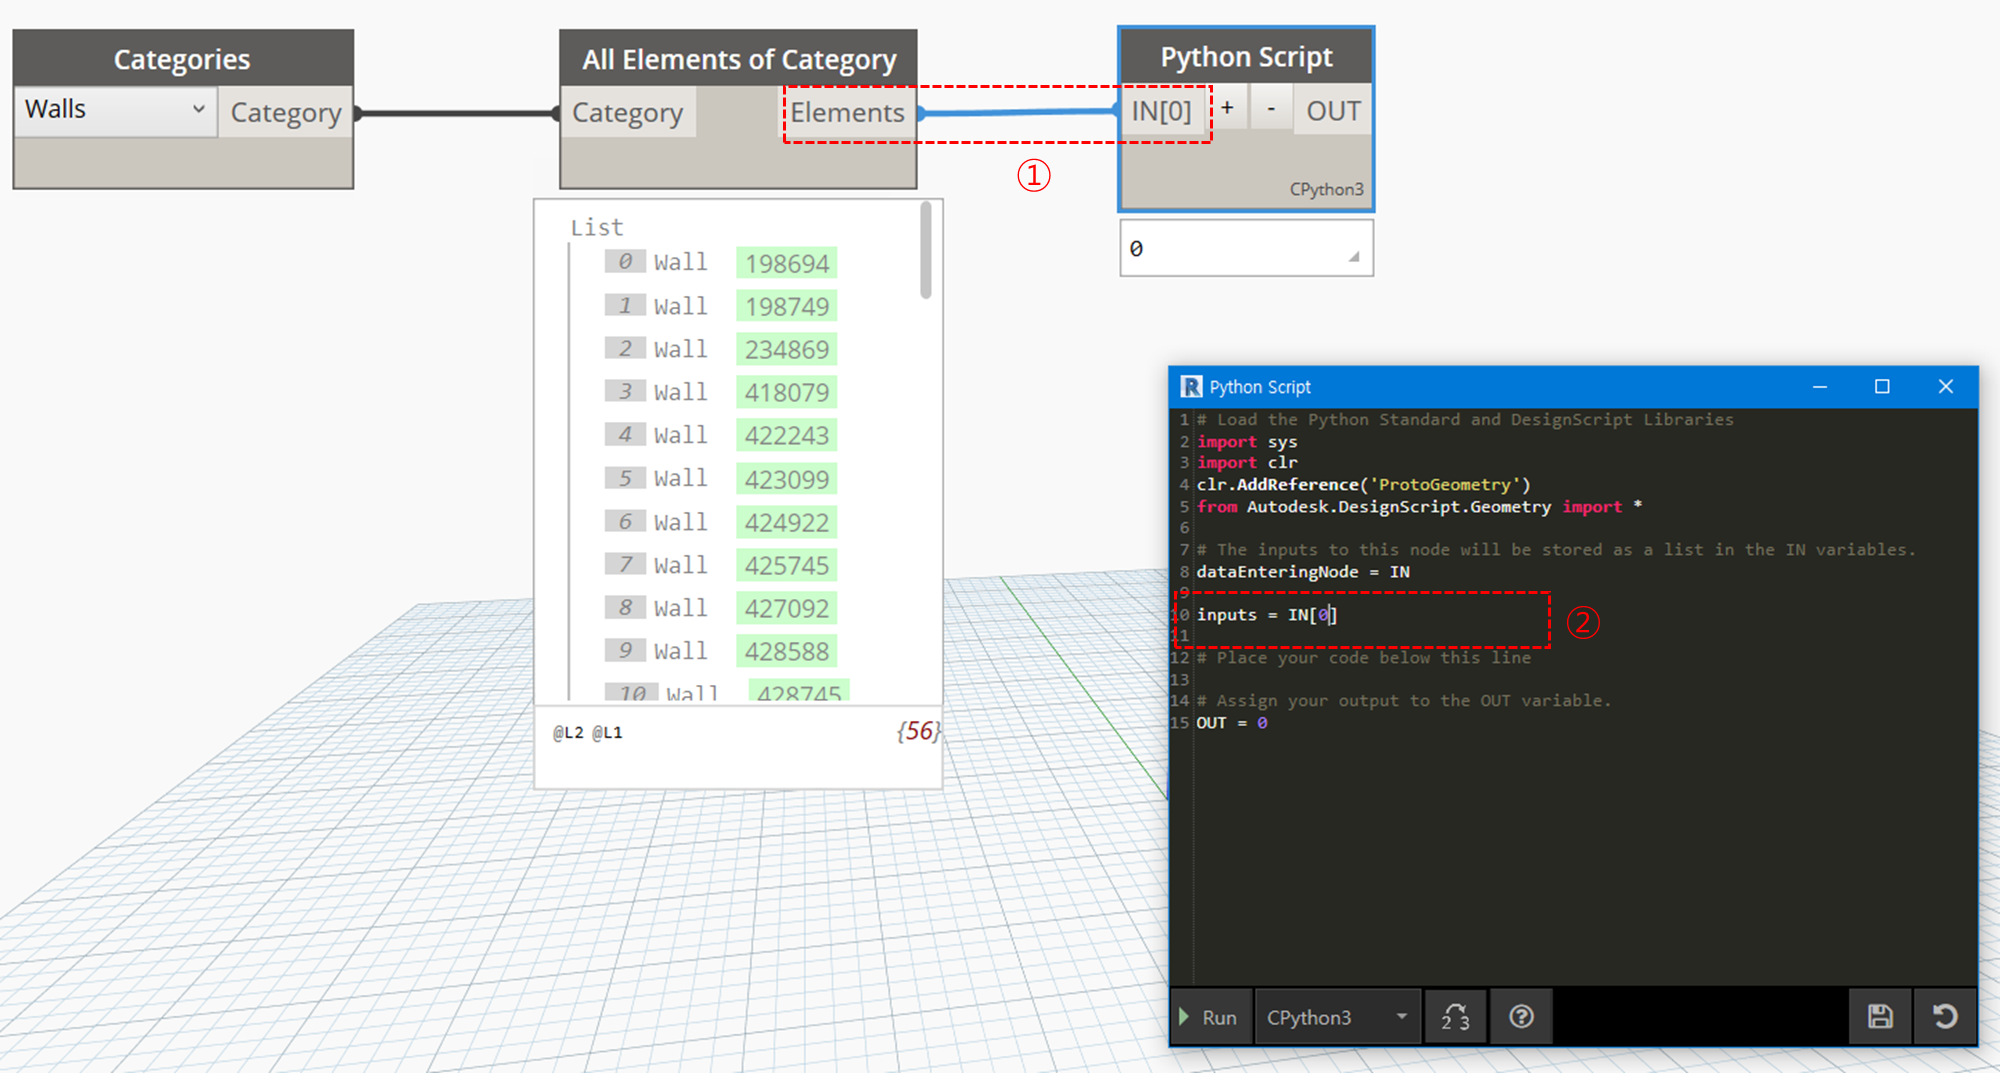 Categories
Walls
Category
All Elements of Category
Category
Elements
Python Script
IN[0]
+
-
OUT
CPython3
0
①
List
0 Wall 198694
1 Wall 198749
2 Wall 234869
3 Wall 418079
4 Wall 422243
5 Wall 423099
6 Wall 424922
7 Wall 425745
8 Wall 427092
9 Wall 428588
10 Wall 428745
@L2 @L1
{56}
R Python Script
1 # Load the Python Standard and DesignScript Libraries
2 import sys
3 import clr
4 clr.AddReference('ProtoGeometry')
5 from Autodesk.DesignScript.Geometry import *
6
7 # The inputs to this node will be stored as a list in the IN variables.
8 dataEnteringNode = IN
9
10 inputs = IN[0]
②
11
12 # Place your code below this line
13
14 # Assign your output to the OUT variable.
15 OUT = 0
Run
CPython3
2 3
?